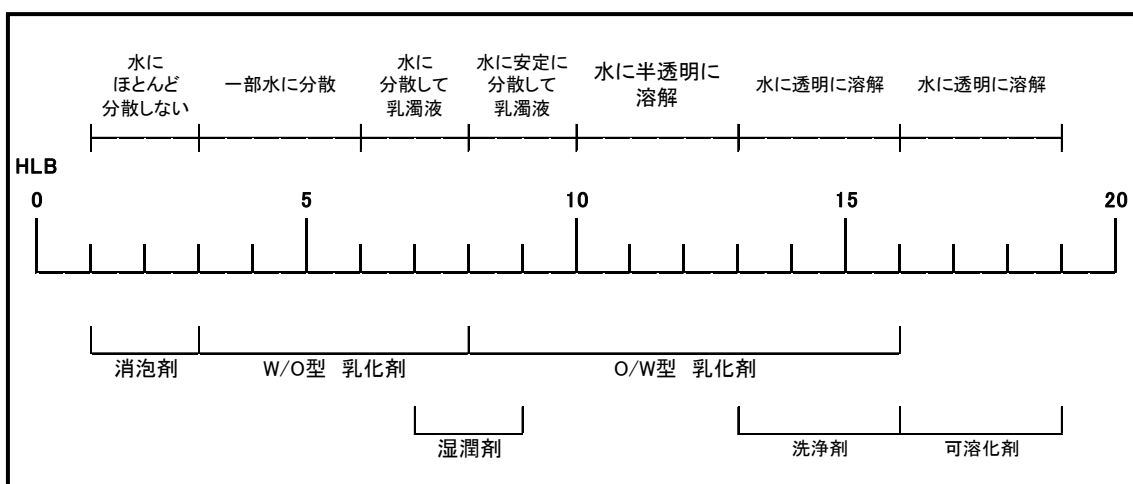 水に
ほとんど
分散しない
一部水に分散
水に
分散して
乳濁液
水に安定に
分散して
乳濁液
水に半透明に
溶解
水に透明に溶解
水に透明に溶解
HLB
0 5 10 15 20
消泡剤
W/O型 乳化剤
O/W型 乳化剤
湿潤剤
洗浄剤
可溶化剤